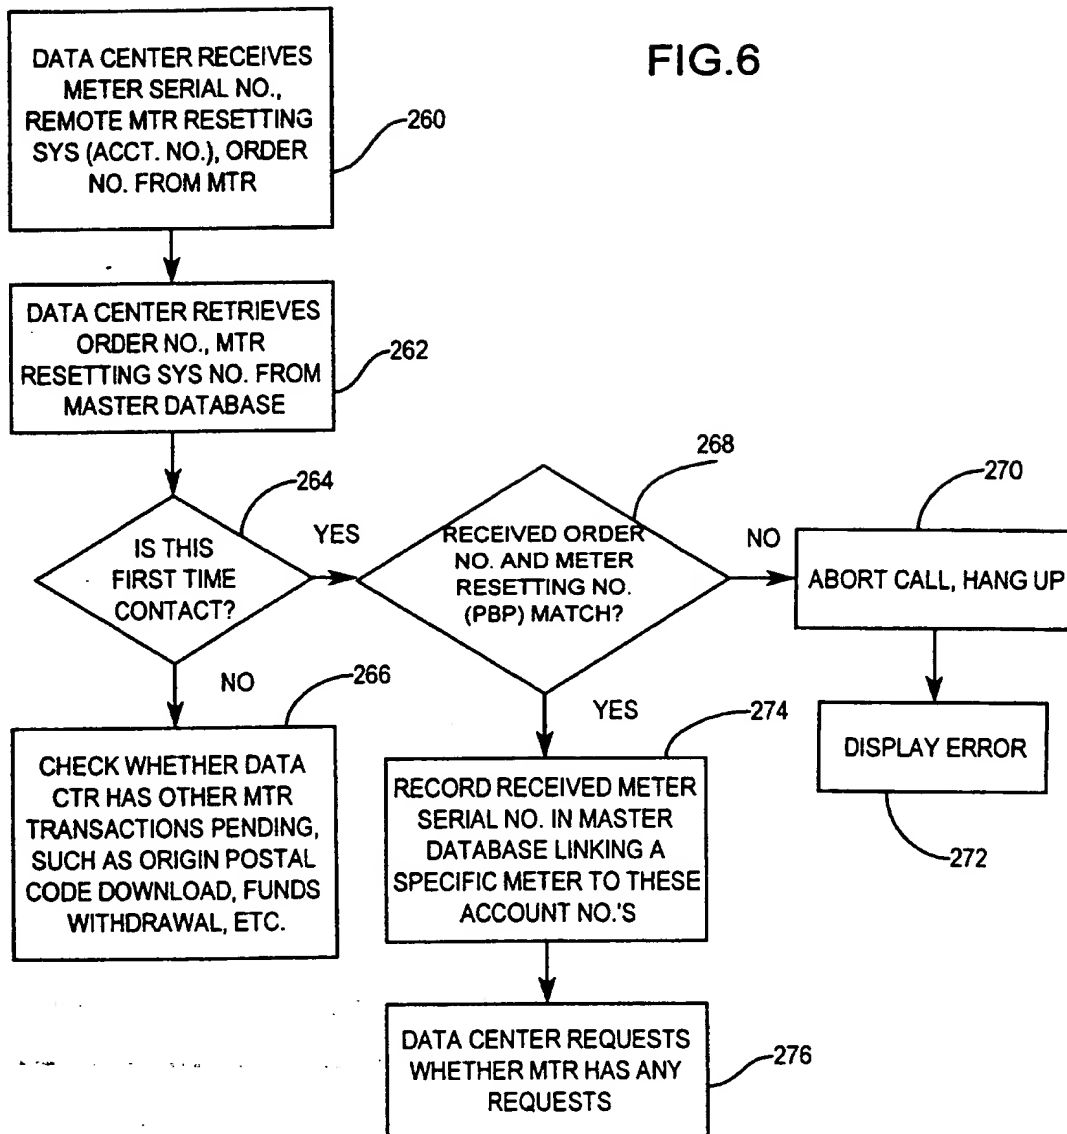 FIG.6
DATA CENTER RECEIVES
METER SERIAL NO.,
REMOTE MTR RESETTING
SYS (ACCT. NO.), ORDER
NO. FROM MTR
260
DATA CENTER RETRIEVES
ORDER NO., MTR
RESETTING SYS NO. FROM
MASTER DATABASE
262
IS THIS
FIRST TIME
CONTACT?
264
YES
NO
RECEIVED ORDER
NO. AND METER
RESETTING NO.
(PBP) MATCH?
268
NO
YES
ABORT CALL, HANG UP
270
DISPLAY ERROR
272
CHECK WHETHER DATA
CTR HAS OTHER MTR
TRANSACTIONS PENDING,
SUCH AS ORIGIN POSTAL
CODE DOWNLOAD, FUNDS
WITHDRAWAL, ETC.
266
RECORD RECEIVED METER
SERIAL NO. IN MASTER
DATABASE LINKING A
SPECIFIC METER TO THESE
ACCOUNT NO.'S
274
DATA CENTER REQUESTS
WHETHER MTR HAS ANY
REQUESTS
276